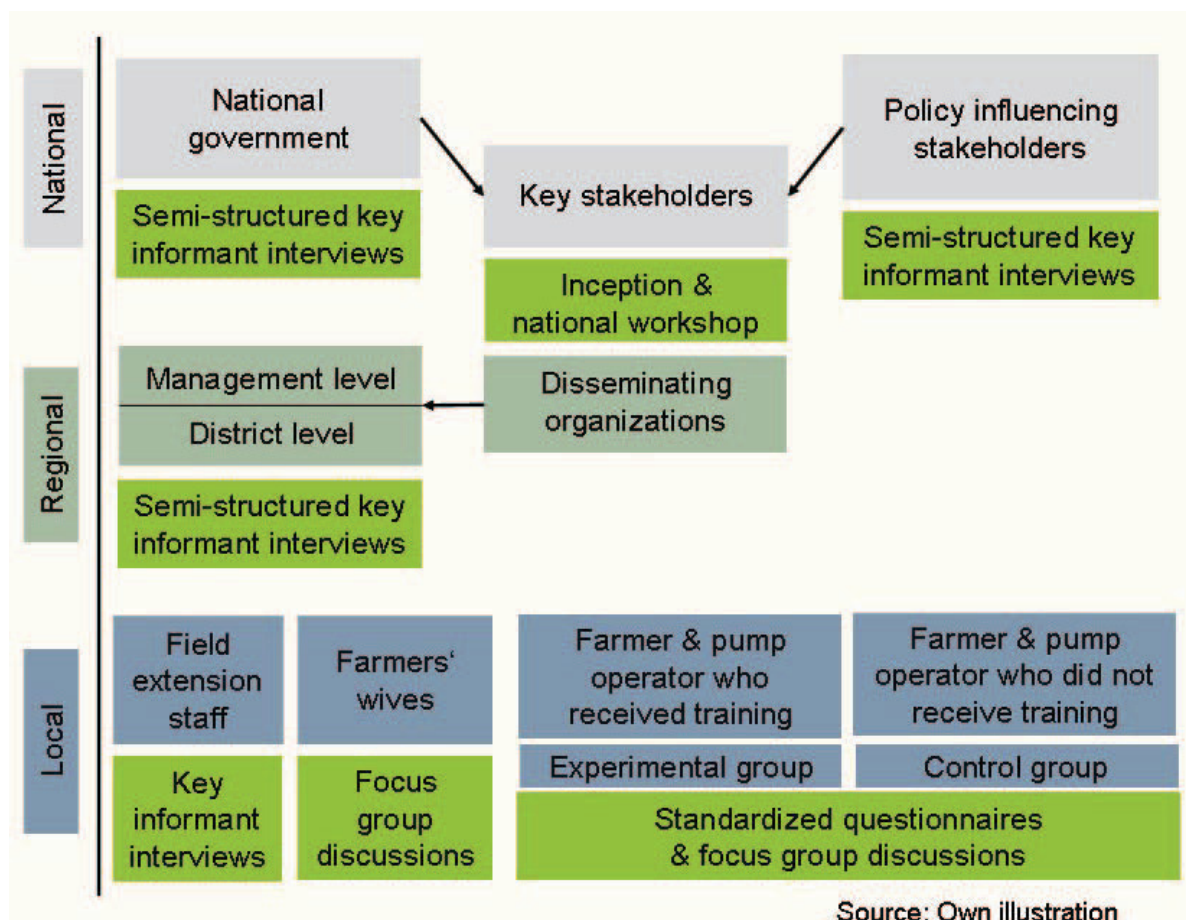 National
National
government
Semi-structured key
informant interviews
Key stakeholders
Inception &
national workshop
Policy influencing
stakeholders
Semi-structured key
informant interviews
Regional
Management level
District level
Semi-structured key
informant interviews
Disseminating
organizations
Local
Field
extension
staff
Key
informant
interviews
Farmers‘
wives
Focus
group
discussions
Farmer & pump
operator who
received training
Experimental group
Farmer & pump
operator who did not
receive training
Control group
Standardized questionnaires
& focus group discussions
Source: Own illustration